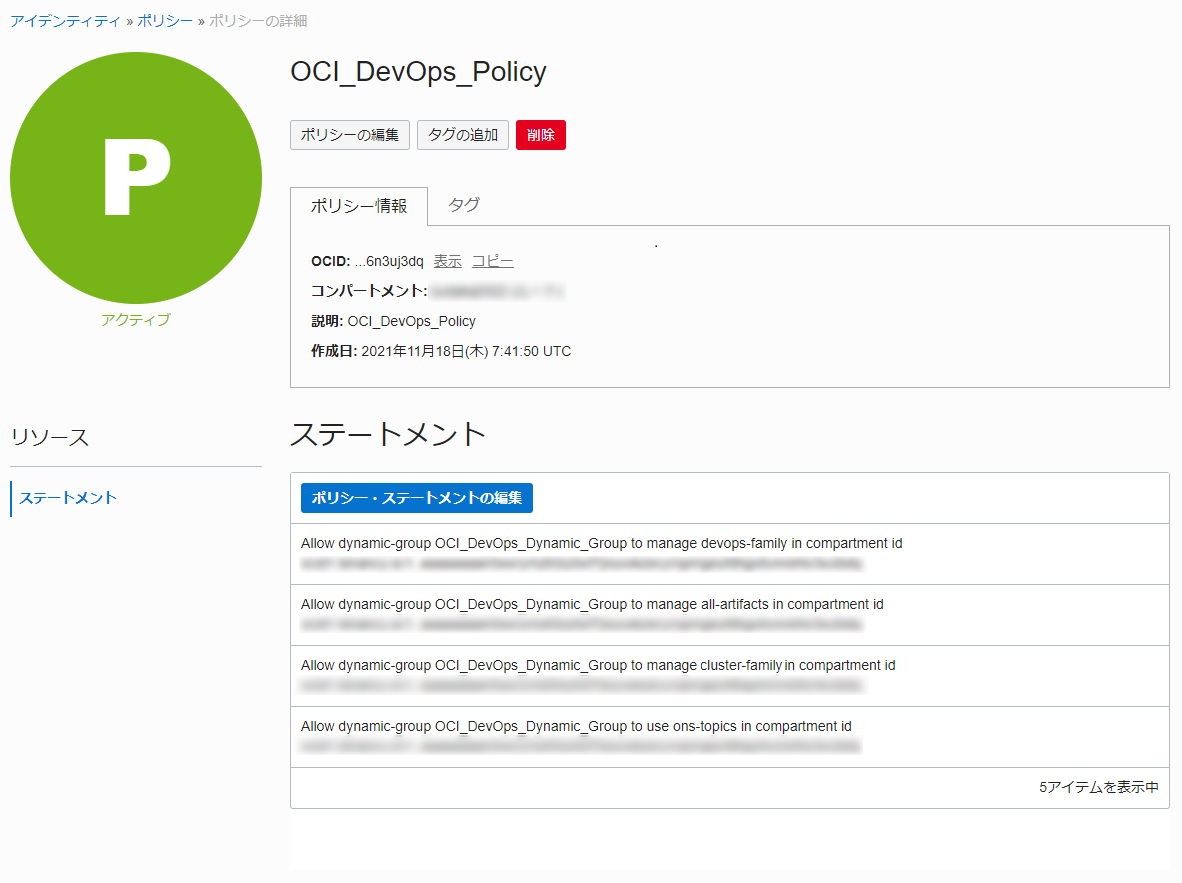 アイデンティティ » ポリシー » ポリシーの詳細
P
アクティブ
OCI_DevOps_Policy
ポリシーの編集 タグの追加 削除
ポリシー情報 タグ
OCID: ...6n3uj3dq 表示 コピー
コンパートメント:
説明: OCI_DevOps_Policy
作成日: 2021年11月18日(木) 7:41:50 UTC
リソース
ステートメント
ステートメント
ポリシー・ステートメントの編集
Allow dynamic-group OCI_DevOps_Dynamic_Group to manage devops-family in compartment id
Allow dynamic-group OCI_DevOps_Dynamic_Group to manage all-artifacts in compartment id
Allow dynamic-group OCI_DevOps_Dynamic_Group to manage cluster-family in compartment id
Allow dynamic-group OCI_DevOps_Dynamic_Group to use ons-topics in compartment id
5アイテムを表示中